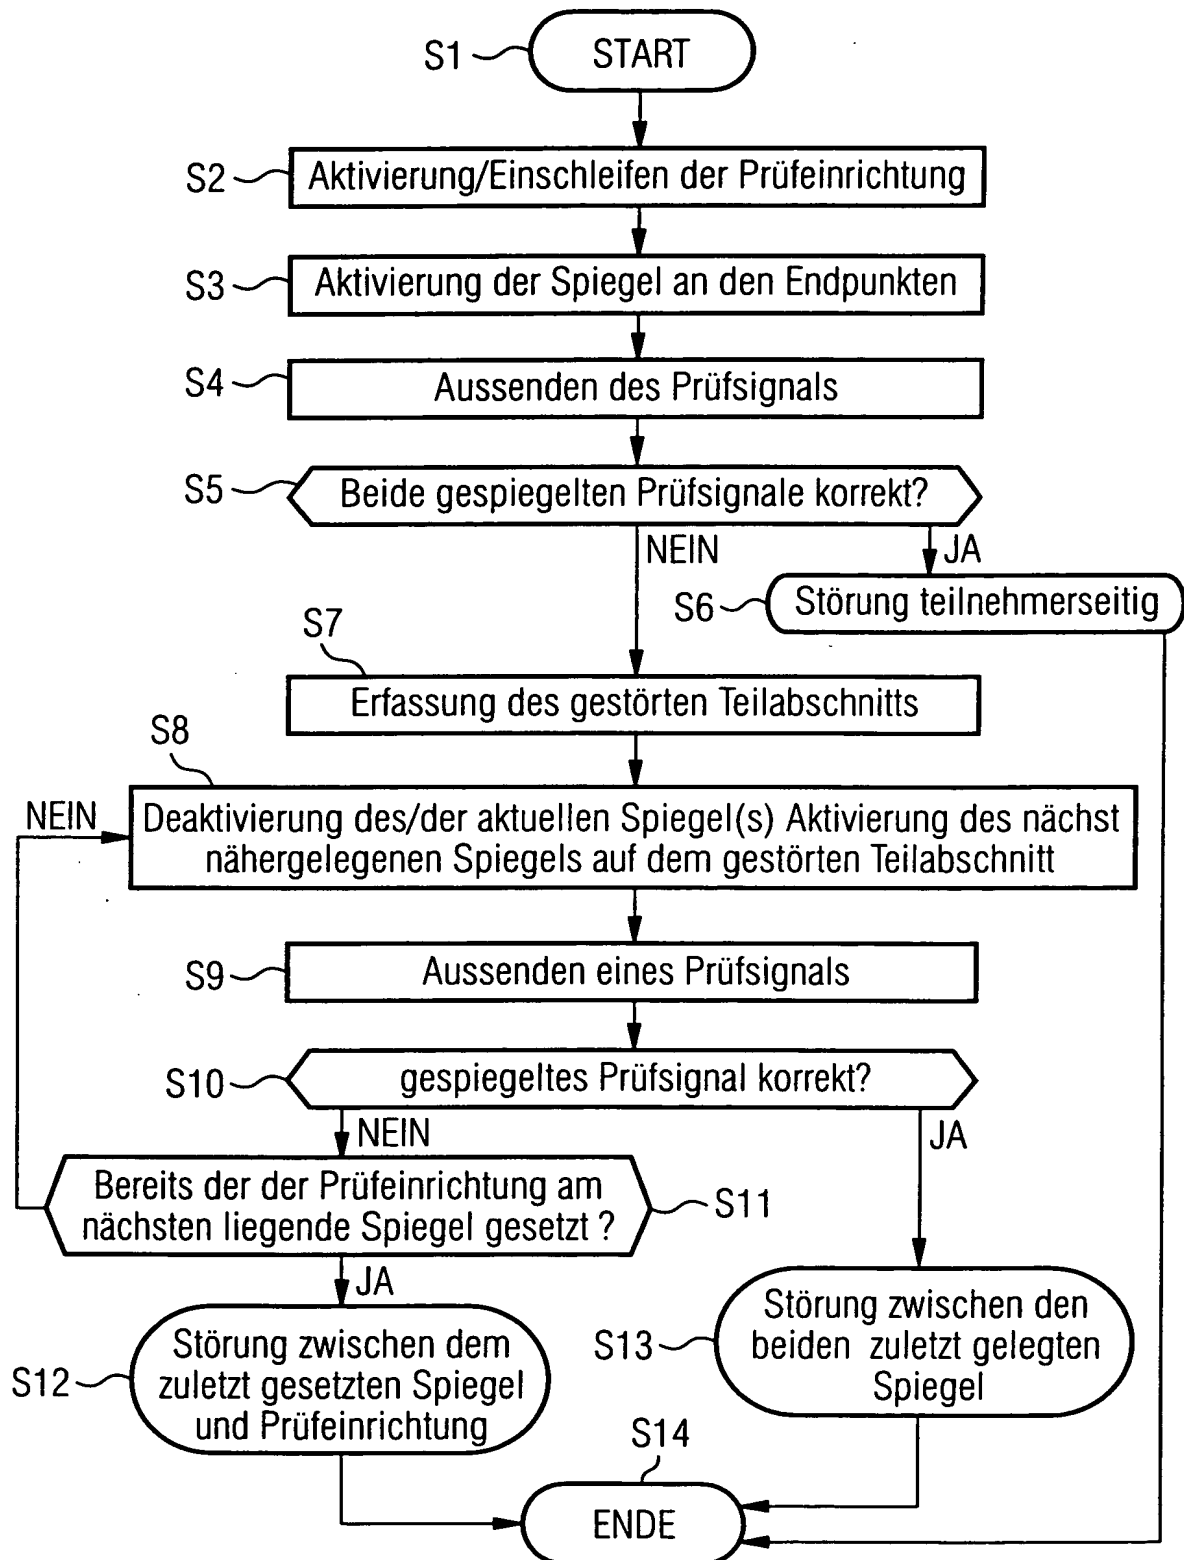 S1
START
S2
Aktivierung/Einschleifen der Prüfeinrichtung
S3
Aktivierung der Spiegel an den Endpunkten
S4
Aussenden des Prüfsignals
S5
Beide gespiegelten Prüfsignale korrekt?
NEIN
JA
S6
Störung teilnehmerseitig
S7
Erfassung des gestörten Teilabschnitts
S8
NEIN
Deaktivierung des/der aktuellen Spiegel(s) Aktivierung des nächst
nähergelegenen Spiegels auf dem gestörten Teilabschnitt
S9
Aussenden eines Prüfsignals
S10
gespiegeltes Prüfsignal korrekt?
NEIN
JA
Bereits der der Prüfeinrichtung am
nächsten liegende Spiegel gesetzt ?
S11
JA
S12
Störung zwischen dem
zuletzt gesetzten Spiegel
und Prüfeinrichtung
S13
Störung zwischen den
beiden zuletzt gelegten
Spiegel
S14
ENDE